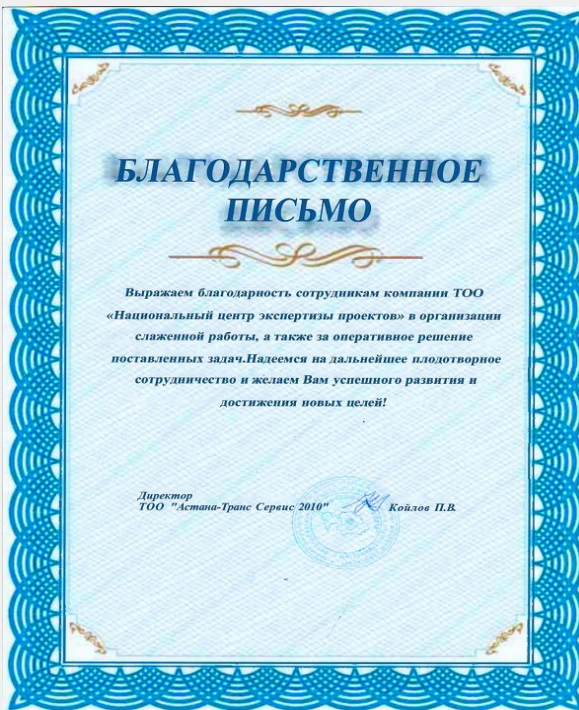 БЛАГОДАРСТВЕННОЕ
ПИСЬМО
Выражаем благодарность сотрудникам компании ТОО
«Национальный центр экспертизы проектов» в организации
слаженной работы, а также за оперативное решение
поставленных задач.Надеемся на дальнейшее плодотворное
сотрудничество и желаем Вам успешного развития и
достижения новых целей!
Директор
ТОО "Астана-Транс Сервис 2010" Койлов П.В.